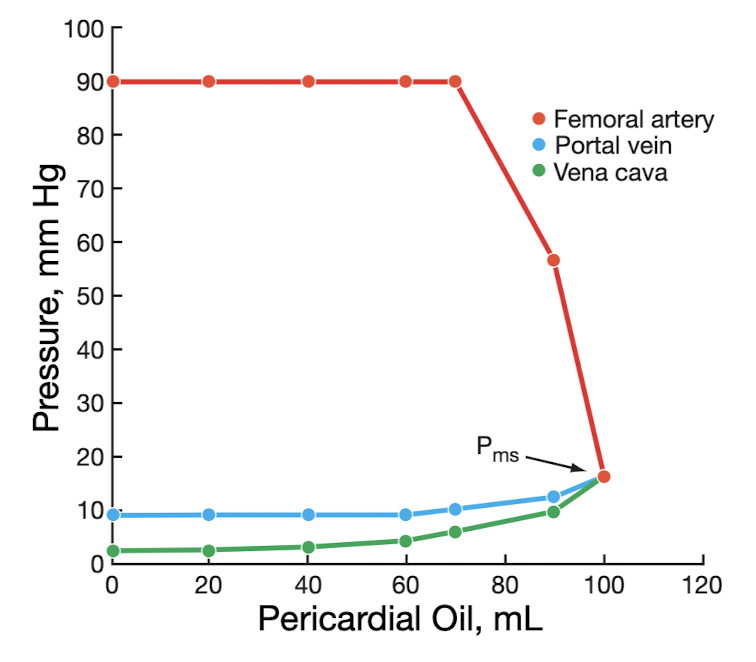 Pressure, mm Hg
100
90
80
70
60
50
40
30
20
10
0
Femoral artery
Portal vein
Vena cava
Pms
0 20 40 60 80 100 120
Pericardial Oil, mL